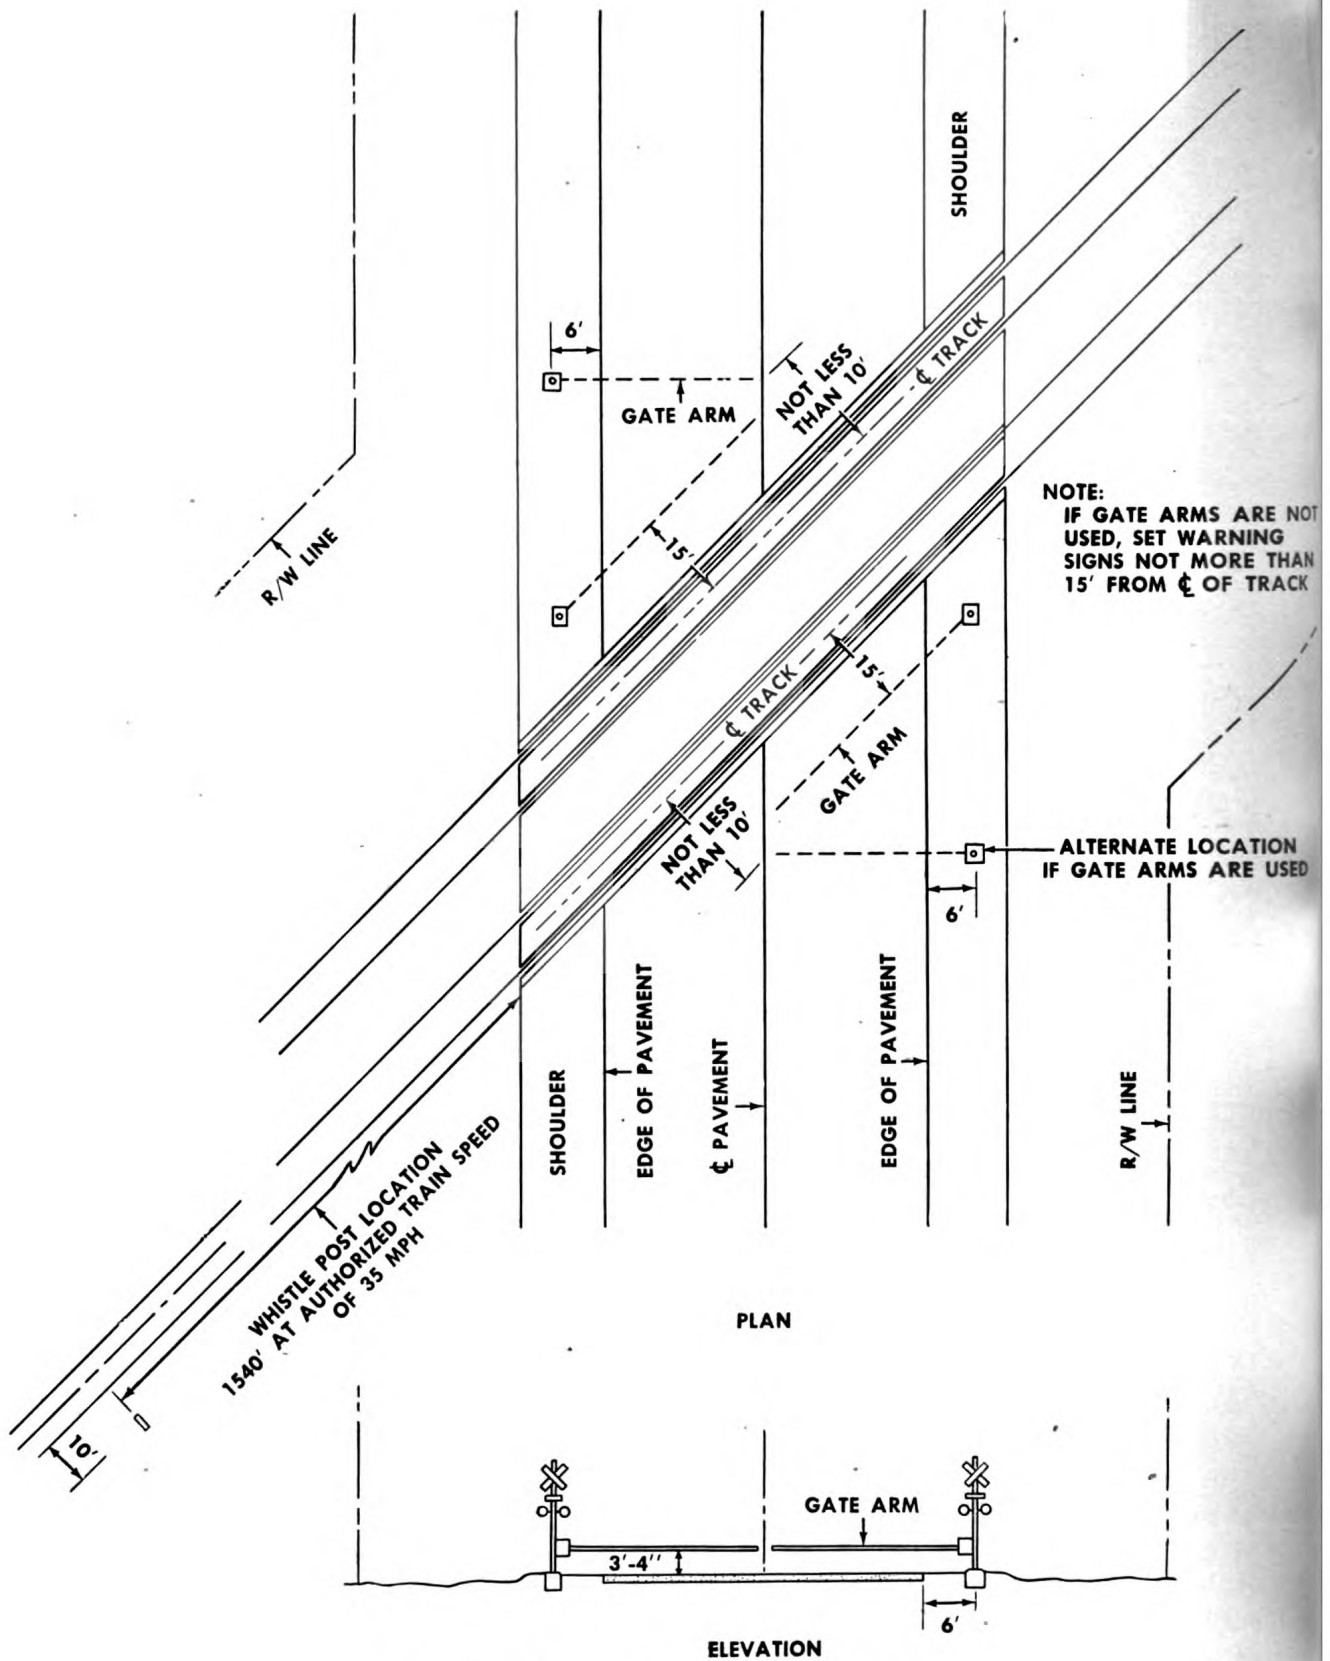 SHOULDER
6'
GATE ARM
NOT LESS
THAN 10'
℄ TRACK
NOTE:
IF GATE ARMS ARE NOT
USED, SET WARNING
SIGNS NOT MORE THAN
15' FROM ℄ OF TRACK
R/W LINE
15'
15'
℄ TRACK
GATE ARM
NOT LESS
THAN 10'
ALTERNATE LOCATION
IF GATE ARMS ARE USED
6'
SHOULDER
EDGE OF PAVEMENT
℄ PAVEMENT
EDGE OF PAVEMENT
R/W LINE
WHISTLE POST LOCATION
1540' AT AUTHORIZED TRAIN SPEED
OF 35 MPH
10'
PLAN
GATE ARM
3'-4''
6'
ELEVATION